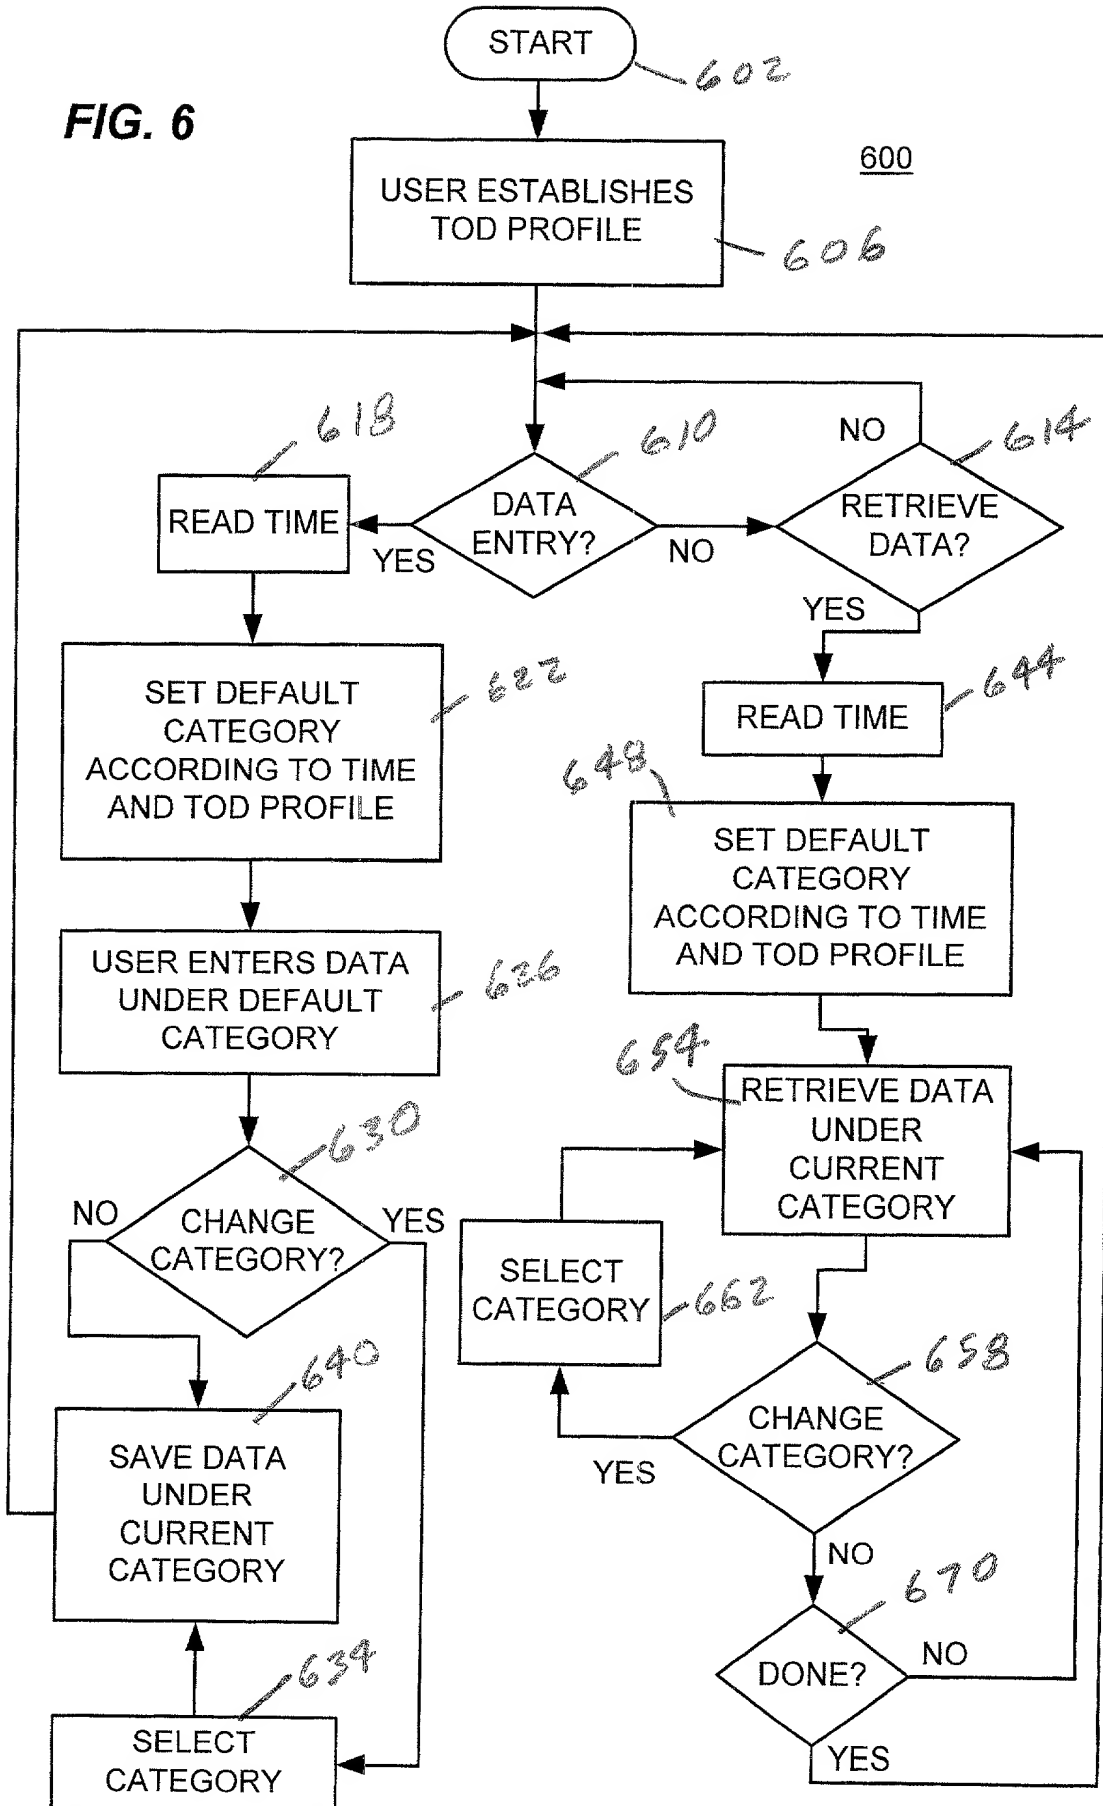 START
602
FIG. 6
600
USER ESTABLISHES
TOD PROFILE
606
618
610
NO
614
READ TIME
YES
DATA
ENTRY?
NO
RETRIEVE
DATA?
YES
SET DEFAULT
CATEGORY
ACCORDING TO TIME
AND TOD PROFILE
622
READ TIME
644
648
SET DEFAULT
CATEGORY
ACCORDING TO TIME
AND TOD PROFILE
USER ENTERS DATA
UNDER DEFAULT
CATEGORY
626
654
RETRIEVE DATA
UNDER
CURRENT
CATEGORY
630
NO
CHANGE
CATEGORY?
YES
SELECT
CATEGORY
662
640
658
SAVE DATA
UNDER
CURRENT
CATEGORY
CHANGE
CATEGORY?
YES
NO
670
634
DONE?
NO
SELECT
CATEGORY
YES